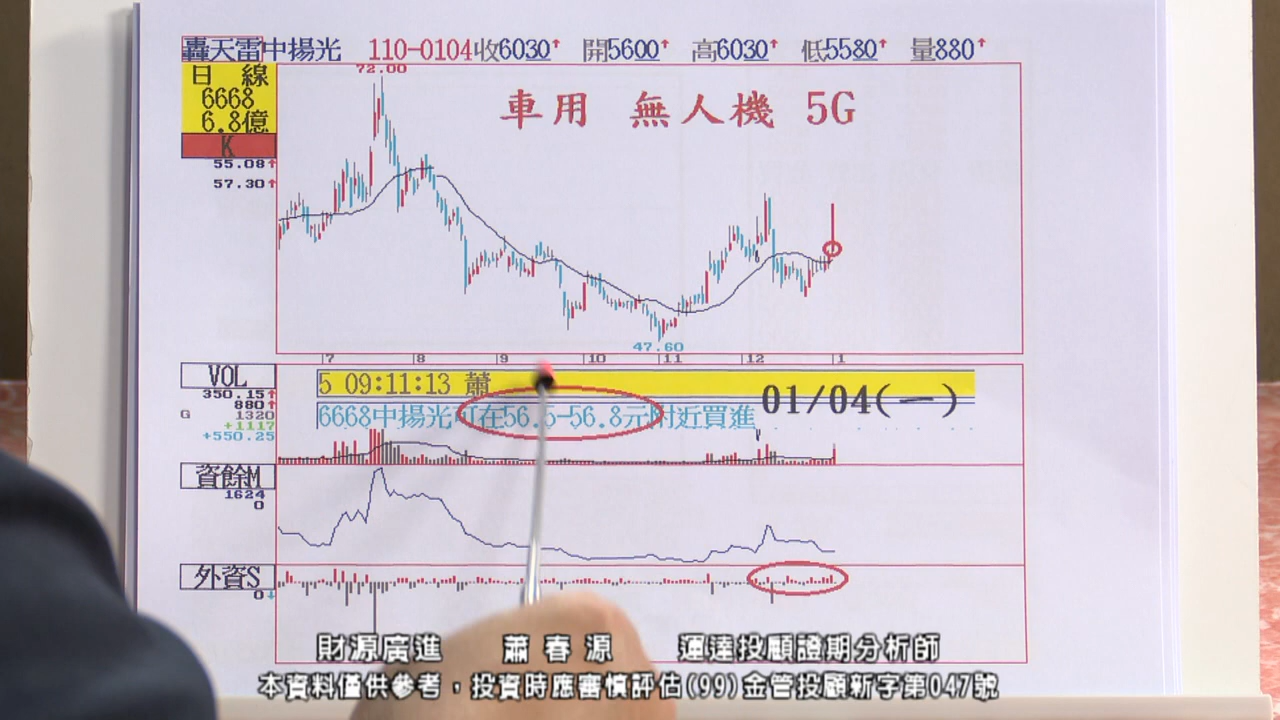 轟天雷中揚光 110-0104收6030↑ 開5600↑ 高6030↑ 低5580↑ 量880↑
日 線
6668
6.8億
K
55.08↑
57.30↑
72.00
車用 無人機 5G
47.60
7 8 9 10 11 12 1
VOL
350.15↑
880↑
G 1320
+1117
+550.25
5 09:11:13 蕭
6668中揚光可在56.5-56.8元附近買進
01/04(一)
資餘M
1624
0
外資S
0↓
財源廣進 蕭春源 運達投顧證期分析師
本資料僅供參考，投資時應審慎評估(99)金管投顧新字第047號